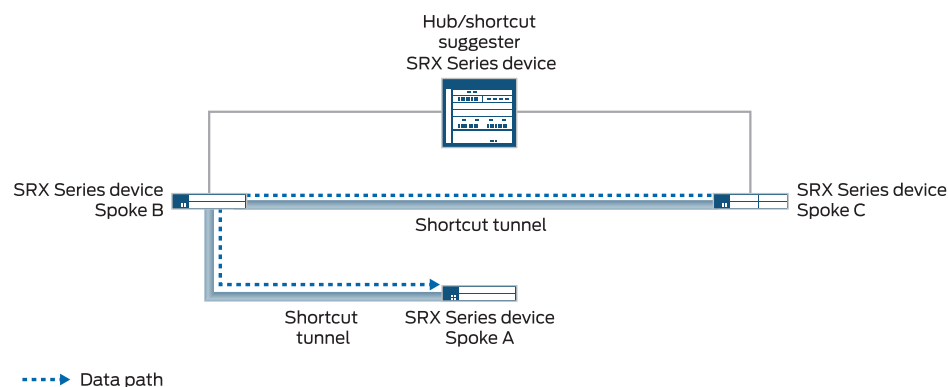 Hub/shortcut
suggester
SRX Series device
SRX Series device
Spoke B
SRX Series device
Spoke C
Shortcut tunnel
Shortcut
tunnel
SRX Series device
Spoke A
Data path